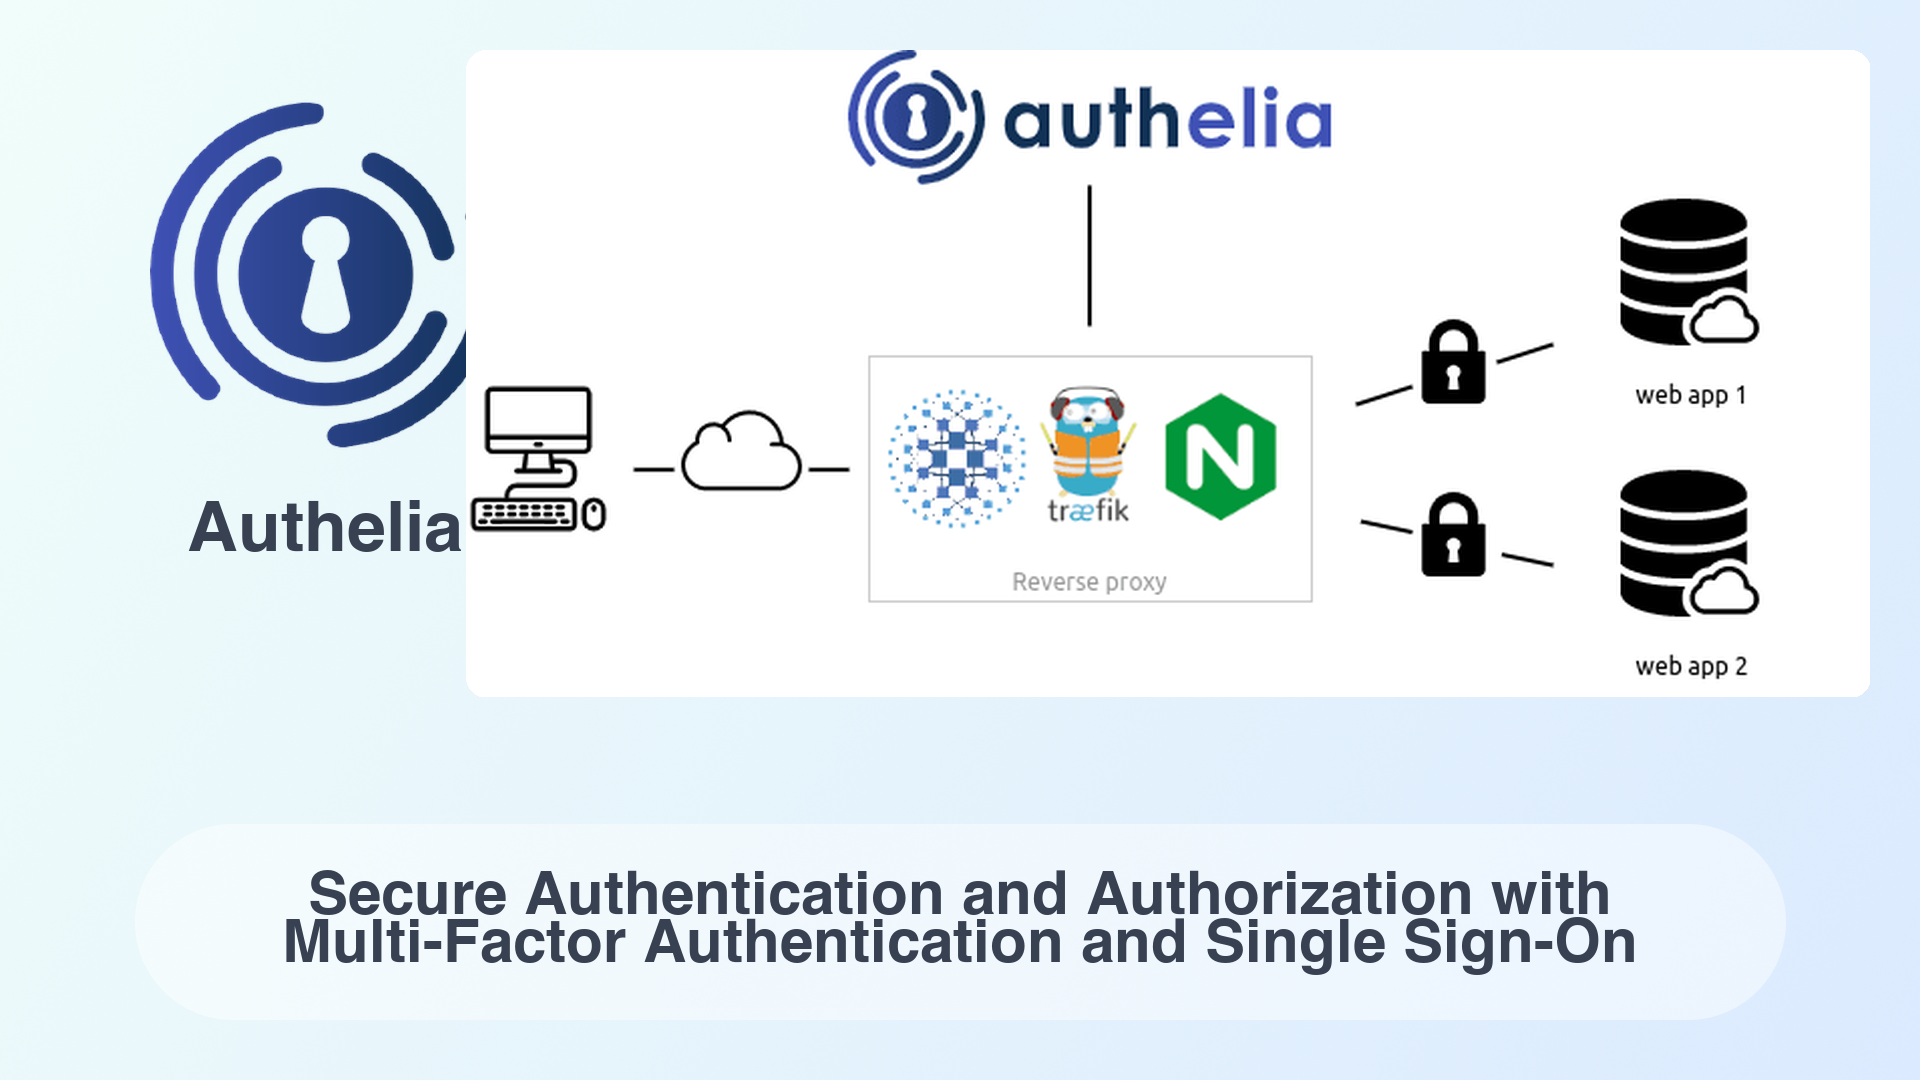 authelia
Authelia
træfik
Reverse proxy
web app 1
web app 2
Secure Authentication and Authorization with
Multi-Factor Authentication and Single Sign-On